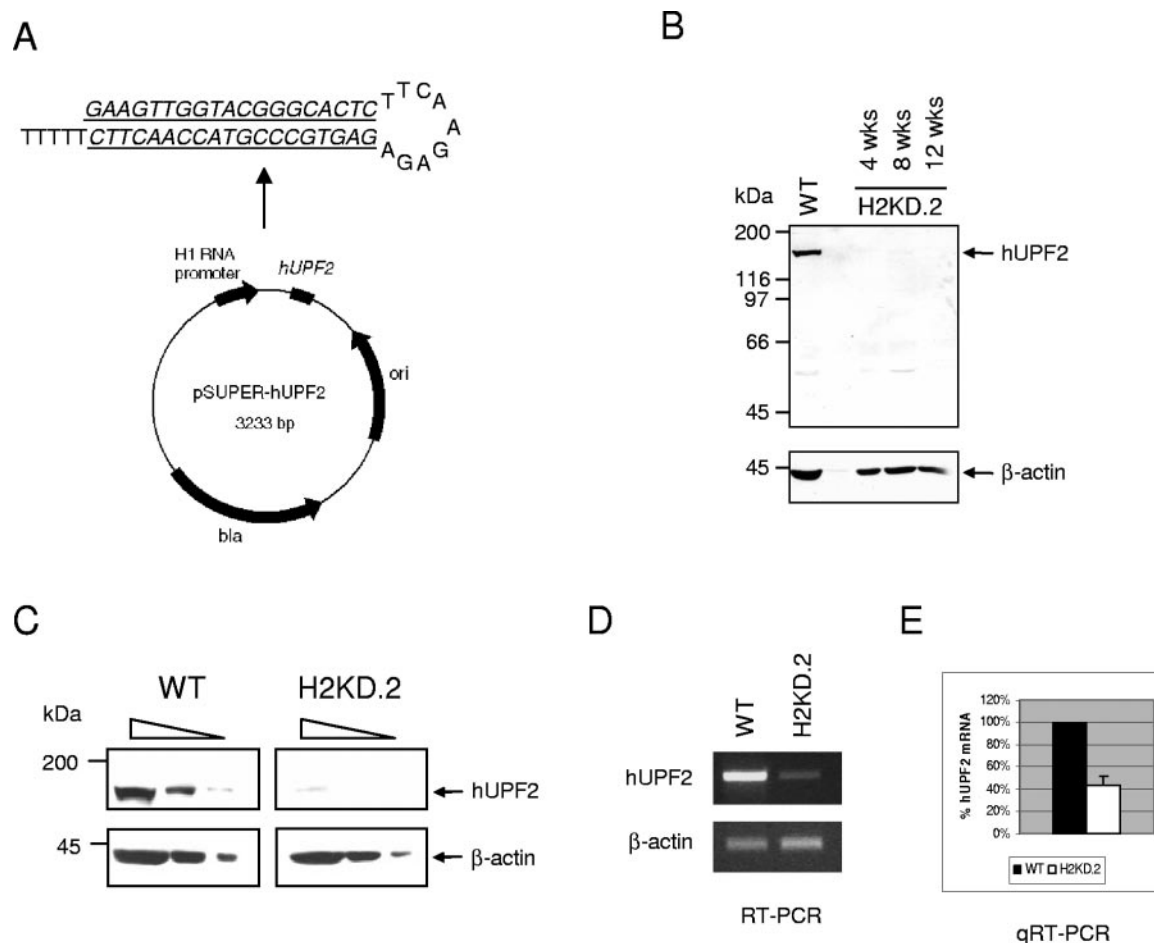 A
GAAGTTGGTACGGGCACTC
TTCAAGAGA
TTTTTCTTCAACCATGCCCGTGAG
H1 RNA
promoter
hUPF2
ori
pSUPER-hUPF2
3233 bp
bla
B
kDa
WT
4 wks
8 wks
12 wks
H2KD.2
200
116
97
66
45
hUPF2
45
β-actin
C
WT
H2KD.2
kDa
200
hUPF2
45
β-actin
D
WT
H2KD.2
hUPF2
β-actin
RT-PCR
E
% hUPF2 mRNA
120%
100%
80%
60%
40%
20%
0%
WT H2KD.2
qRT-PCR